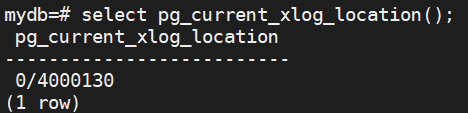 mydb=# select pg_current_xlog_location();
 pg_current_xlog_location
--------------------------
 0/4000130
(1 row)